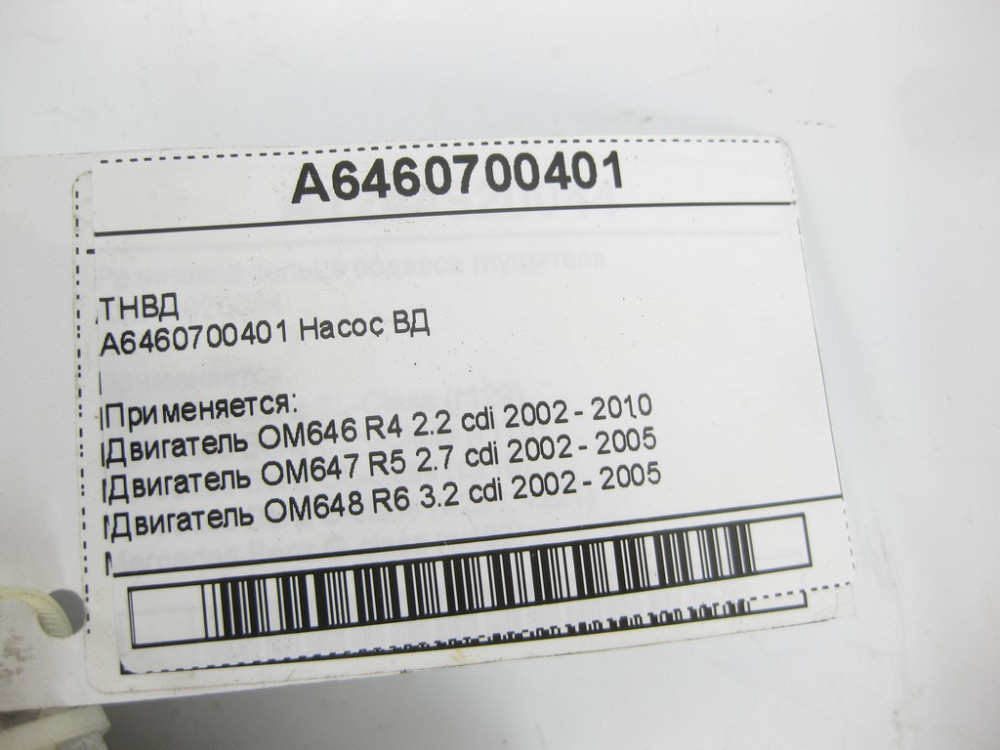 A6460700401
ТНВД
A6460700401 Насос ВД
Применяется:
Двигатель OM646 R4 2.2 cdi 2002 - 2010
Двигатель OM647 R5 2.7 cdi 2002 - 2005
Двигатель OM648 R6 3.2 cdi 2002 - 2005